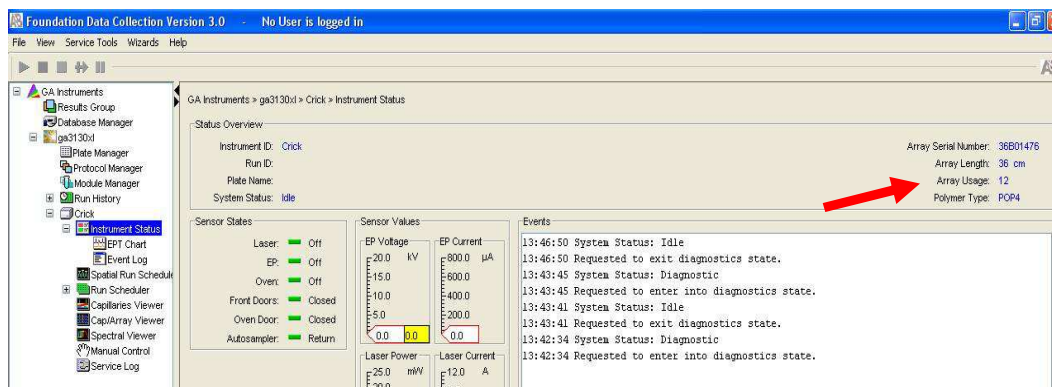 Foundation Data Collection Version 3.0 - No User is logged in
File View Service Tools Wizards Help
GA Instruments
Results Group
Database Manager
ga3130xl
Plate Manager
Protocol Manager
Module Manager
Run History
Crick
Instrument Status
EPT Chart
Event Log
Spatial Run Schedule
Run Scheduler
Capillaries Viewer
Cap/Array Viewer
Spectral Viewer
Manual Control
Service Log
GA Instruments > ga3130xl > Crick > Instrument Status
Status Overview
Instrument ID: Crick
Run ID:
Plate Name:
System Status: Idle
Array Serial Number: 36B01476
Array Length: 36 cm
Array Usage: 12
Polymer Type: POP4
Sensor States
Laser: Off
EP: Off
Oven: Off
Front Doors: Closed
Oven Door: Closed
Autosampler: Return
Sensor Values
EP Voltage
20.0 kV
15.0
10.0
5.0
0.0 0.0
EP Current
800.0 µA
600.0
400.0
200.0
0.0
Laser Power
25.0 mW
20.0
Laser Current
12.0 A
Events
13:46:50 System Status: Idle
13:46:50 Requested to exit diagnostics state.
13:43:45 System Status: Diagnostic
13:43:45 Requested to enter into diagnostics state.
13:43:41 System Status: Idle
13:43:41 Requested to exit diagnostics state.
13:42:34 System Status: Diagnostic
13:42:34 Requested to enter into diagnostics state.